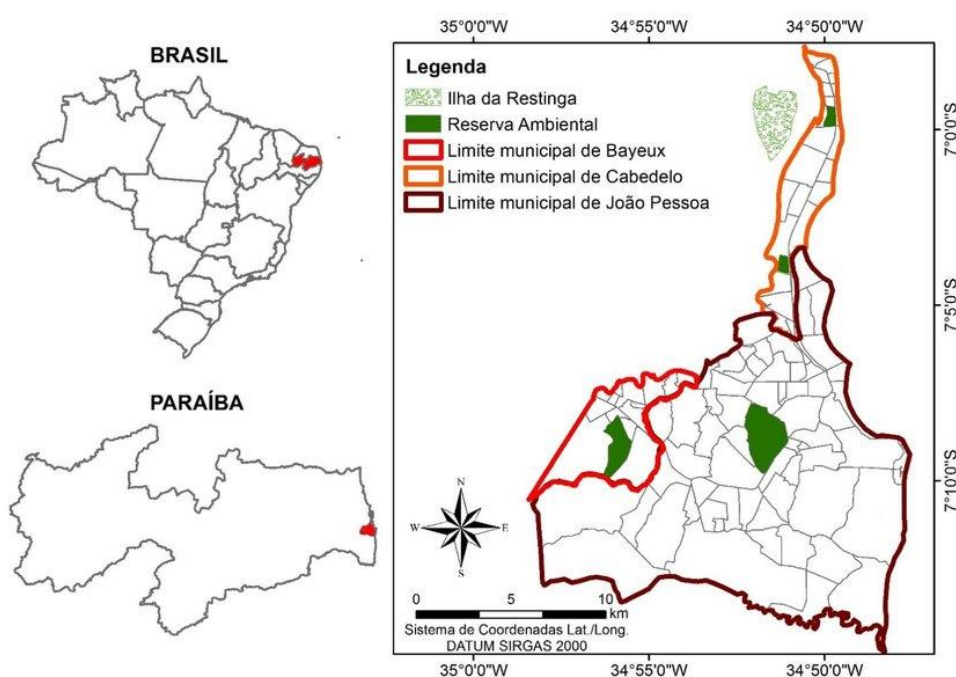 BRASIL
PARAÍBA
35°0'0"W
34°55'0"W
34°50'0"W
Legenda
Ilha da Restinga
Reserva Ambiental
Limite municipal de Bayeux
Limite municipal de Cabedelo
Limite municipal de João Pessoa
7°0'0"S
7°5'0"S
7°10'0"S
N
W
E
S
0
5
10
km
Sistema de Coordenadas Lat./Long.
DATUM SIRGAS 2000
35°0'0"W
34°55'0"W
34°50'0"W